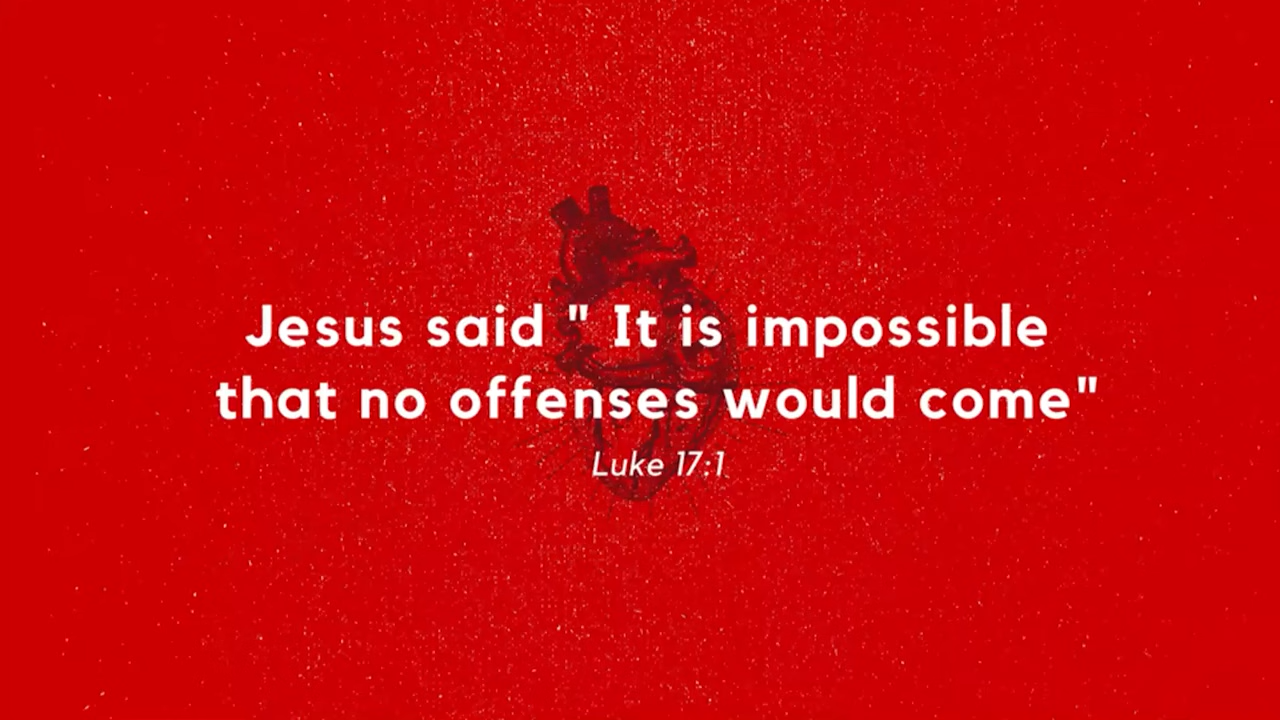 Jesus said " It is impossible
that no offenses would come"
Luke 17:1